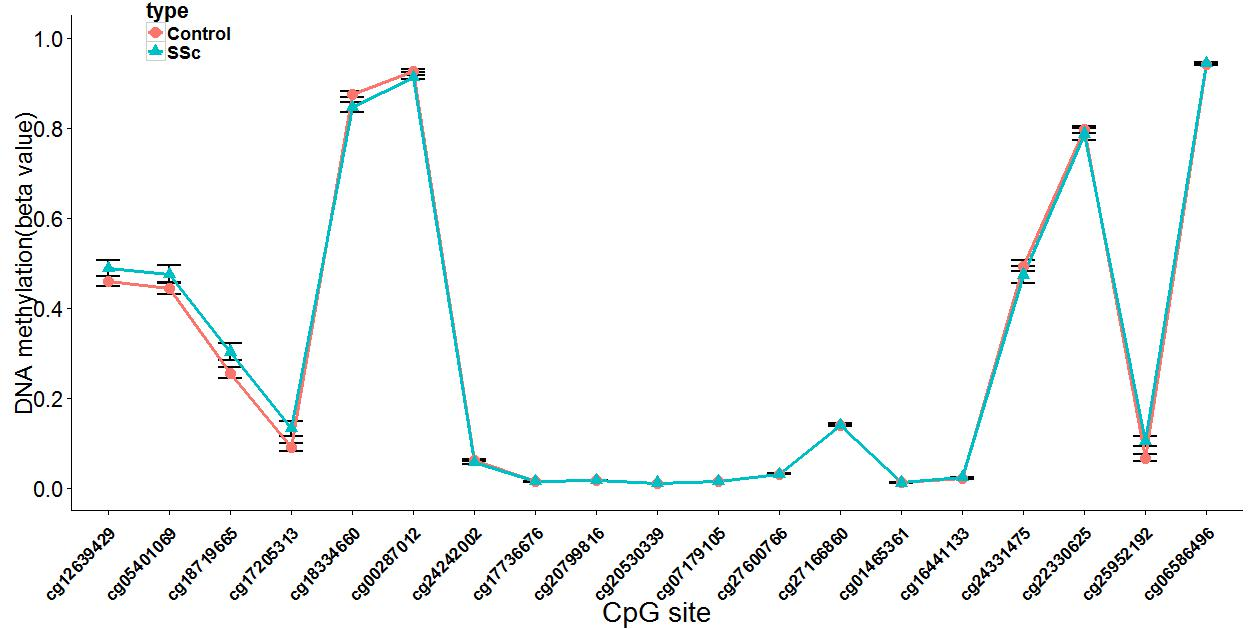 type
Control
SSc
DNA methylation(beta value)
1.0
0.8
0.6
0.4
0.2
0.0
cg12639429
cg05401069
cg18719665
cg17205313
cg18334660
cg00287012
cg24242002
cg17736676
cg20799816
cg20530339
cg07179105
cg27600766
cg27166860
cg01465361
cg16441133
cg24331475
cg22330625
cg25952192
cg06586496
CpG site